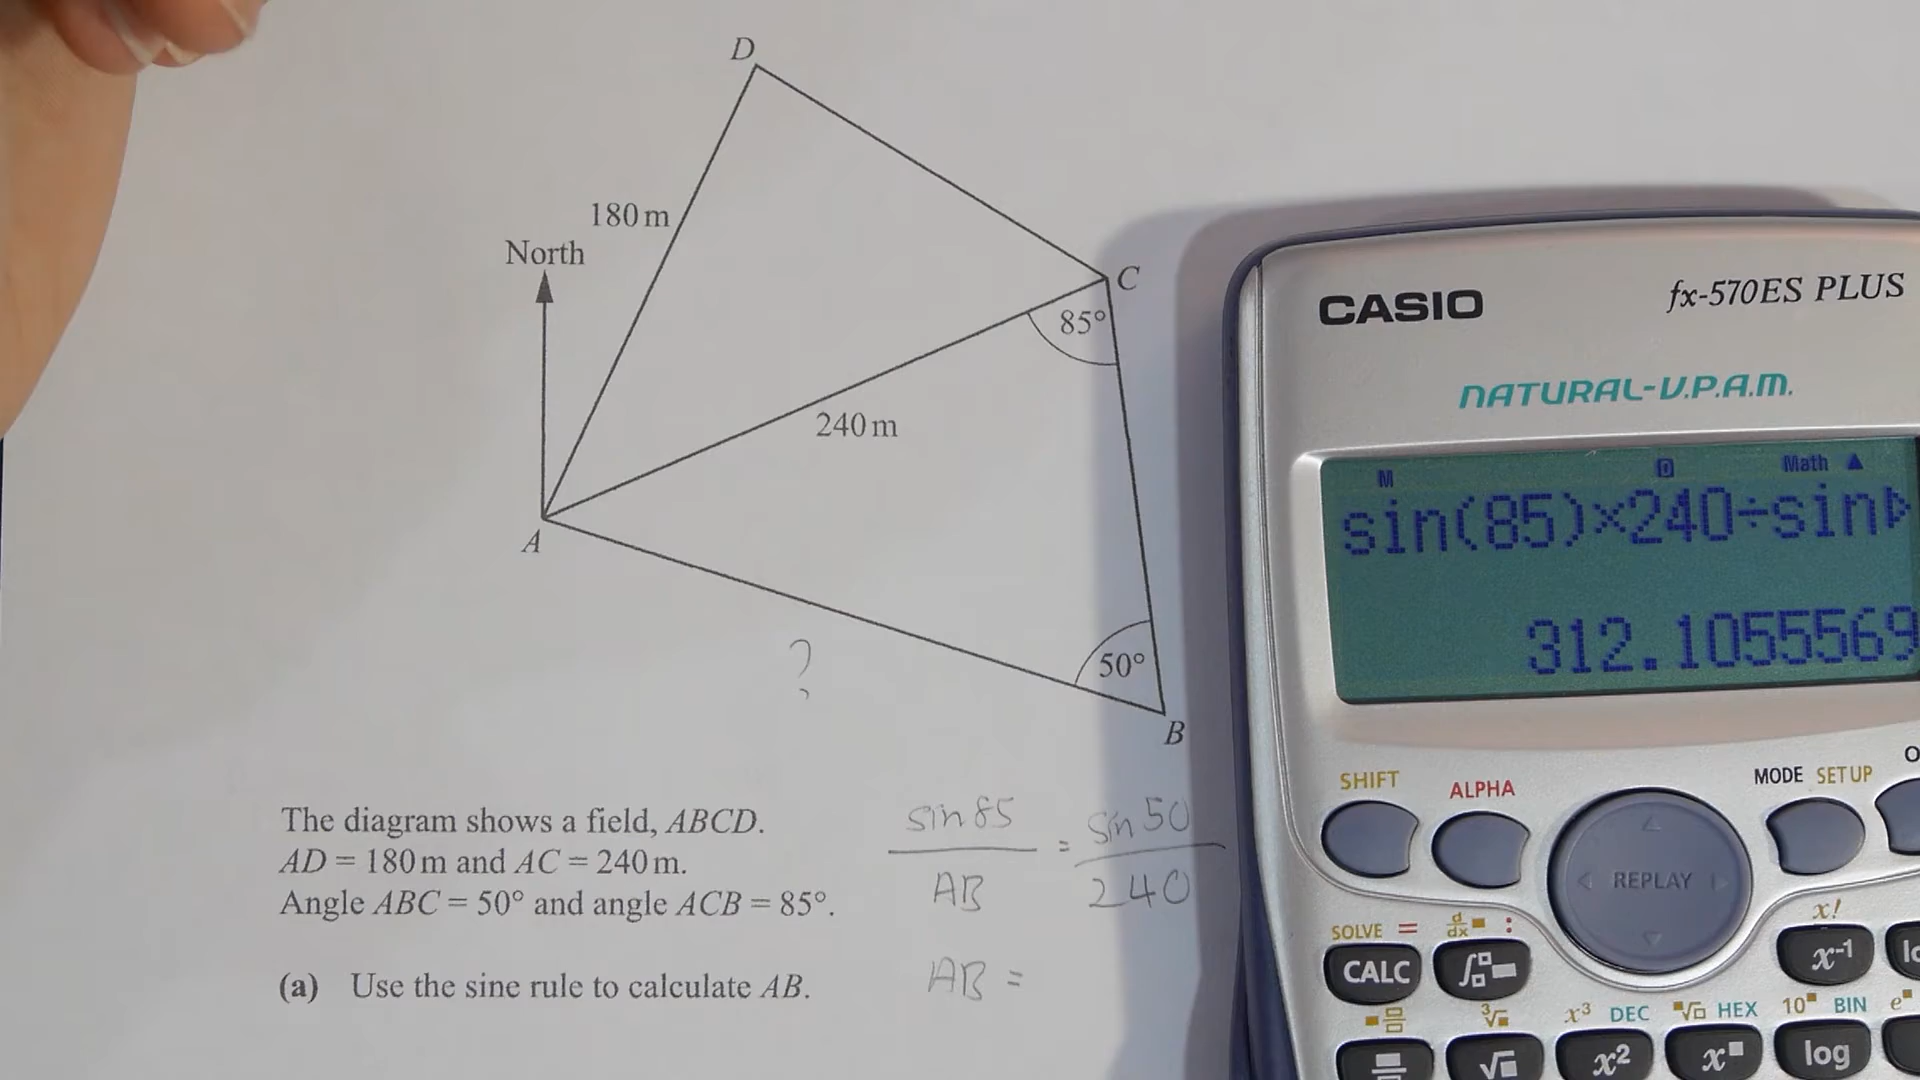 D
180 m
North
C
85°
240 m
A
?
50°
B
The diagram shows a field, ABCD.
AD = 180 m and AC = 240 m.
Angle ABC = 50° and angle ACB = 85°.
(a) Use the sine rule to calculate AB.
sin 85
AB
=
sin 50
240
AB =
CASIO
fx-570ES PLUS
NATURAL-V.P.A.M.
M D Math ▲
sin(85)×240÷sin
312.1055569
SHIFT ALPHA MODE SETUP
REPLAY
SOLVE = d/dx : x!
CALC ∫ x⁻¹
³√ x³ DEC √ HEX 10 BIN e
√ x² x log